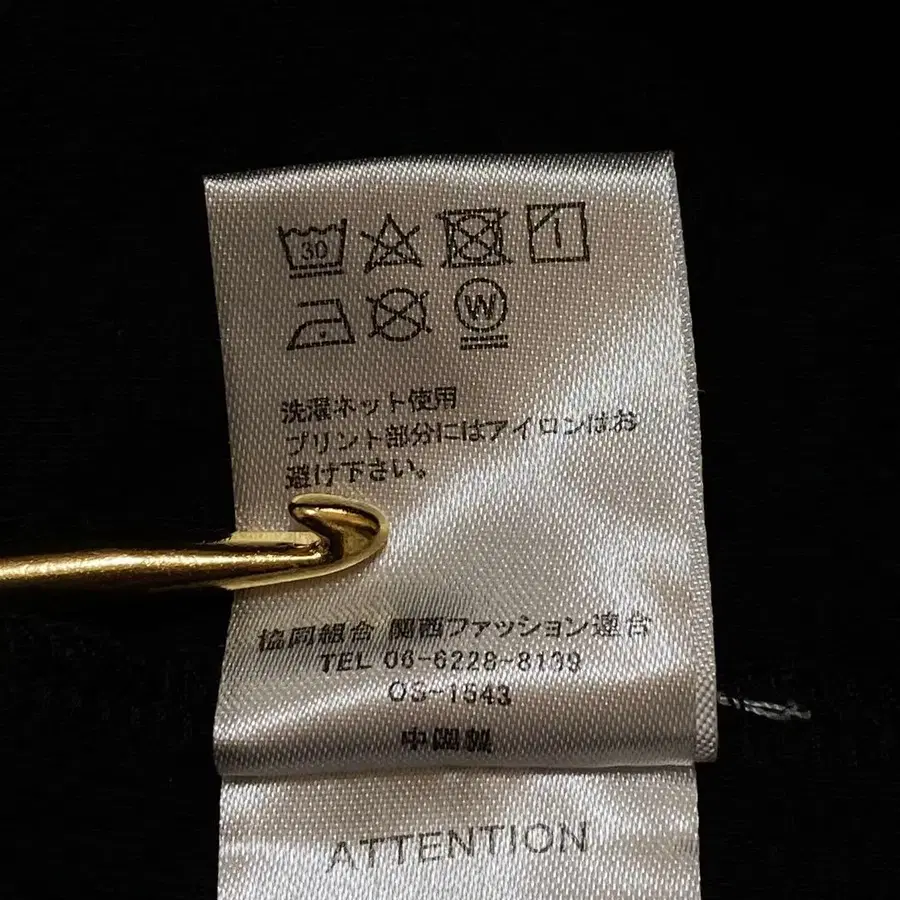 30
W
洗濯ネット使用
プリント部分にはアイロンはお
避け下さい。
協同組合 関西ファッション連合
TEL 06-6228-8139
OS-1543
中国製
ATTENTION